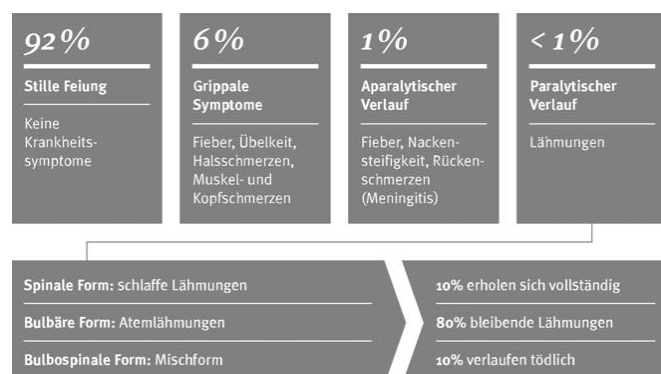 92%
Stille Feiung
Keine
Krankheits-
symptome
6%
Grippale
Symptome
Fieber, Übelkeit,
Halsschmerzen,
Muskel- und
Kopfschmerzen
1%
Aparalytischer
Verlauf
Fieber, Nacken-
steifigkeit, Rücken-
schmerzen
(Meningitis)
< 1%
Paralytischer
Verlauf
Lähmungen
Spinale Form: schlaffe Lähmungen
Bulbäre Form: Atemlähmungen
Bulbospinale Form: Mischform
10% erholen sich vollständig
80% bleibende Lähmungen
10% verlaufen tödlich